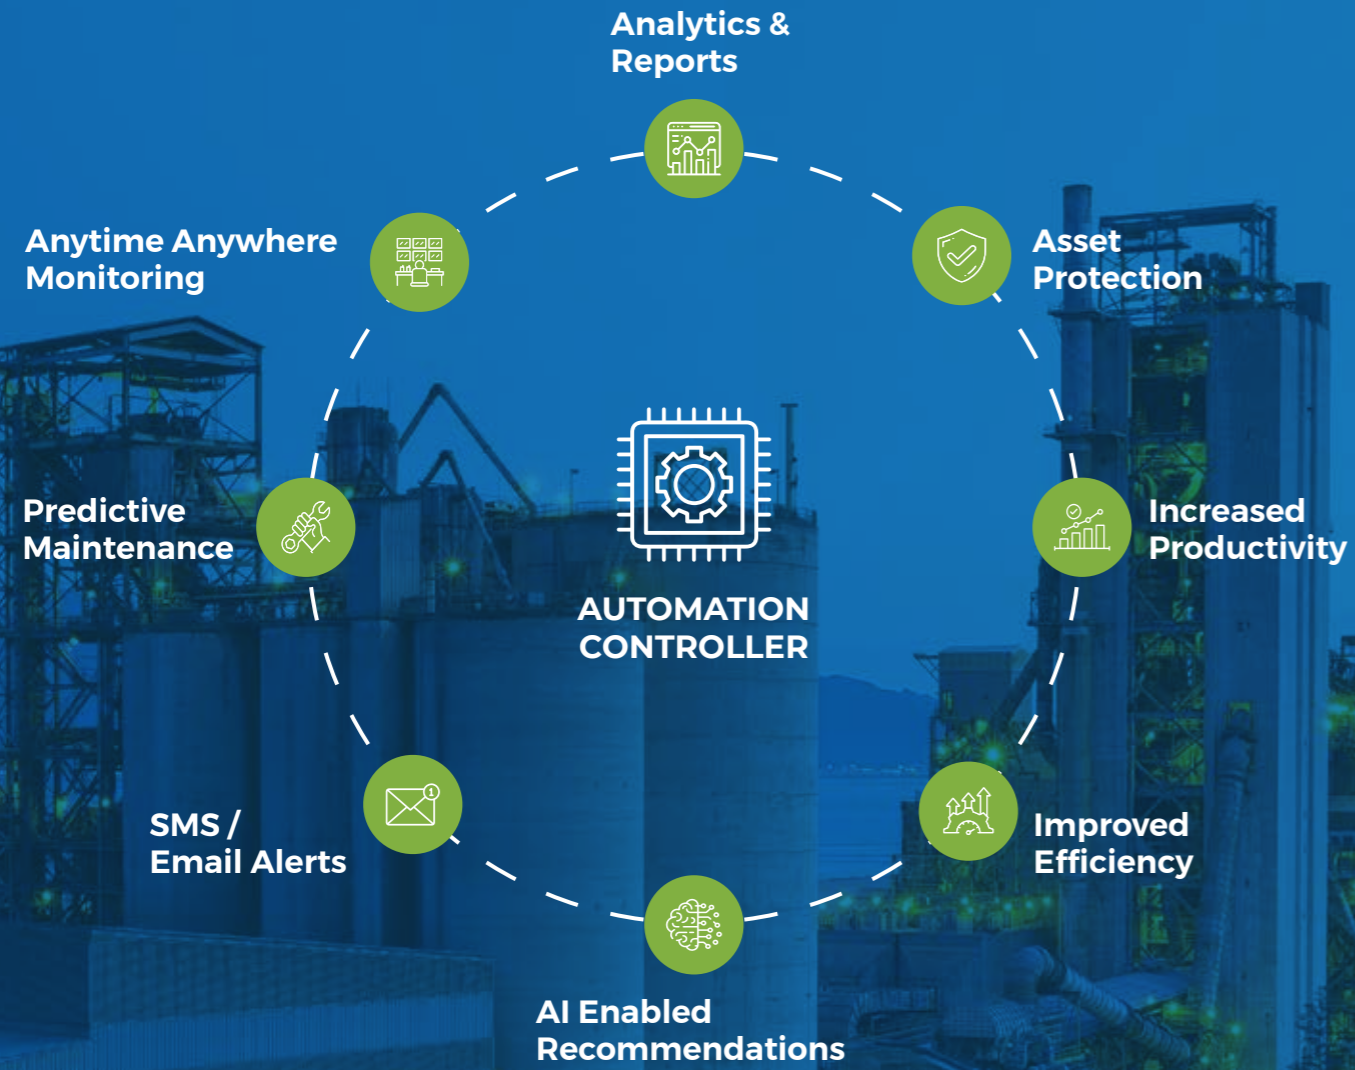 Analytics &
Reports
Anytime Anywhere
Monitoring
Asset
Protection
Predictive
Maintenance
Increased
Productivity
AUTOMATION
CONTROLLER
SMS /
Email Alerts
1
Improved
Efficiency
AI Enabled
Recommendations